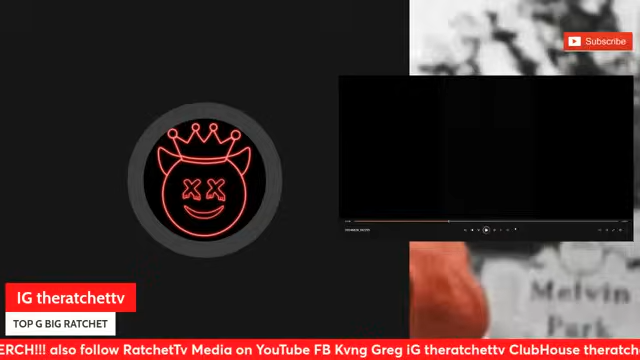 Subscribe
IG theratchettv
TOP G BIG RATCHET
Melvin
Park
ERCH!!! also follow RatchetTv Media on YouTube FB Kvng Greg iG theratchettv ClubHouse theratch